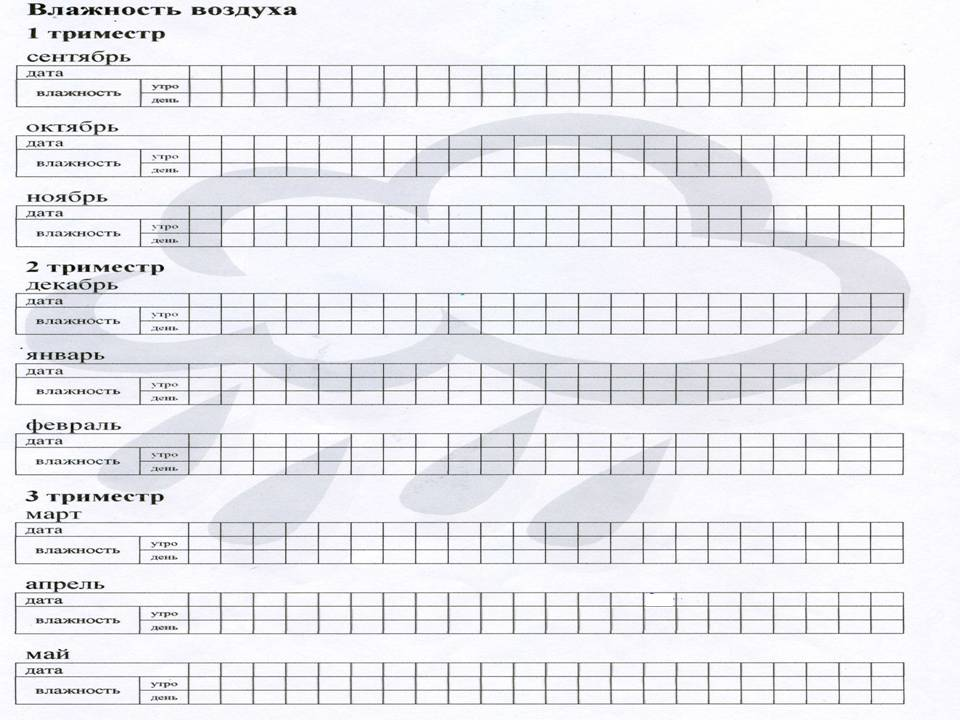 Влажность воздуха
1 триместр
сентябрь
дата
влажность утро
день
октябрь
дата
влажность утро
день
ноябрь
дата
влажность утро
день
2 триместр
декабрь
дата
влажность утро
день
январь
дата
влажность утро
день
февраль
дата
влажность утро
день
3 триместр
март
дата
влажность утро
день
апрель
дата
влажность утро
день
май
дата
влажность утро
день